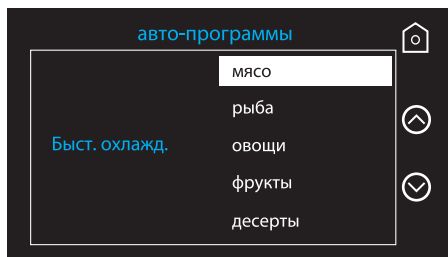 авто-программы
мясо
рыба
Быст. охлажд.
овощи
фрукты
десерты